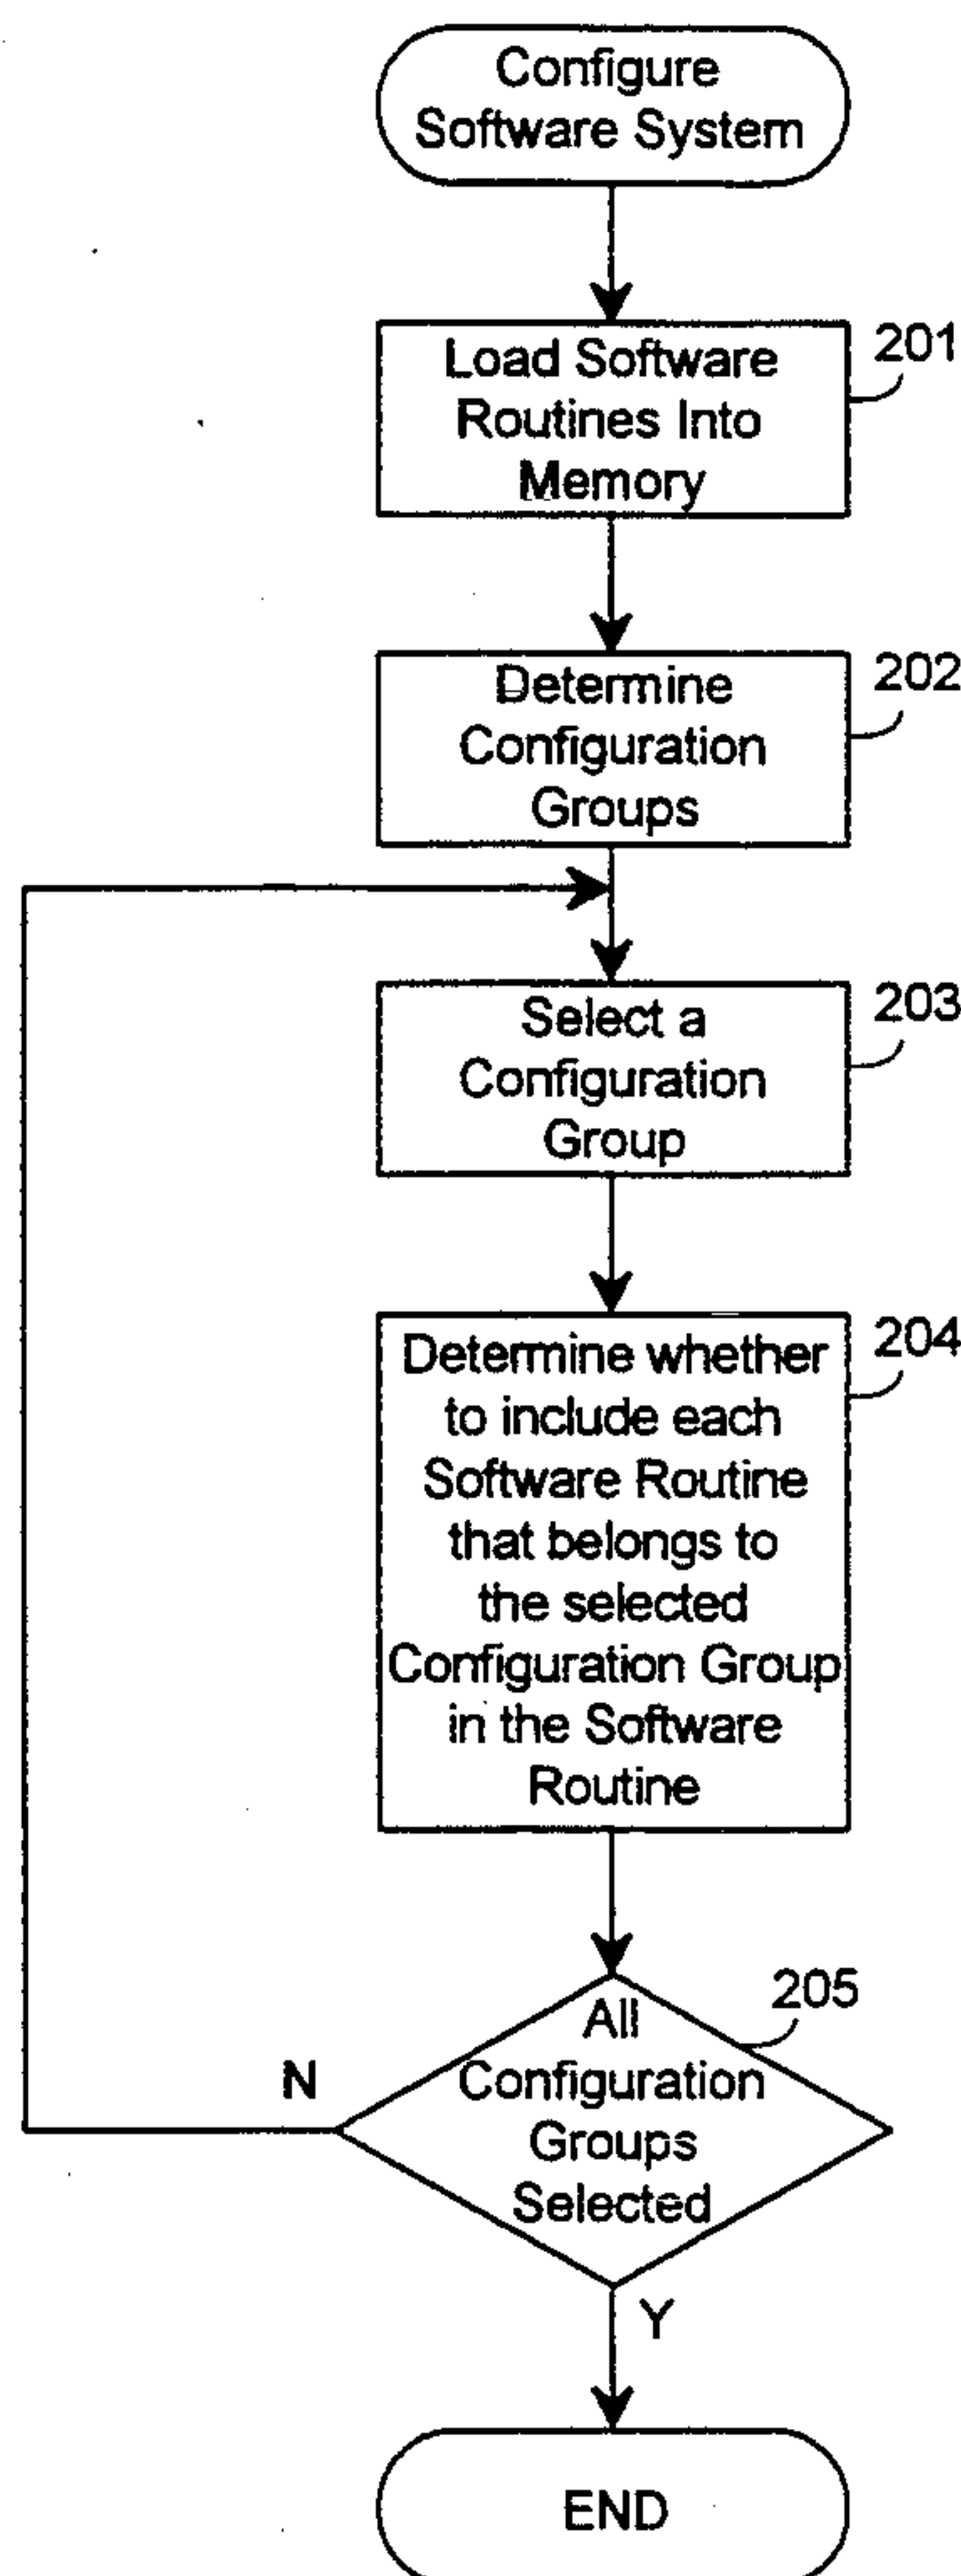 Configure
Software System
201
Load Software
Routines Into
Memory
202
Determine
Configuration
Groups
203
Select a
Configuration
Group
204
Determine whether
to include each
Software Routine
that belongs to
the selected
Configuration Group
in the Software
Routine
205
All
Configuration
Groups
Selected
N
Y
END